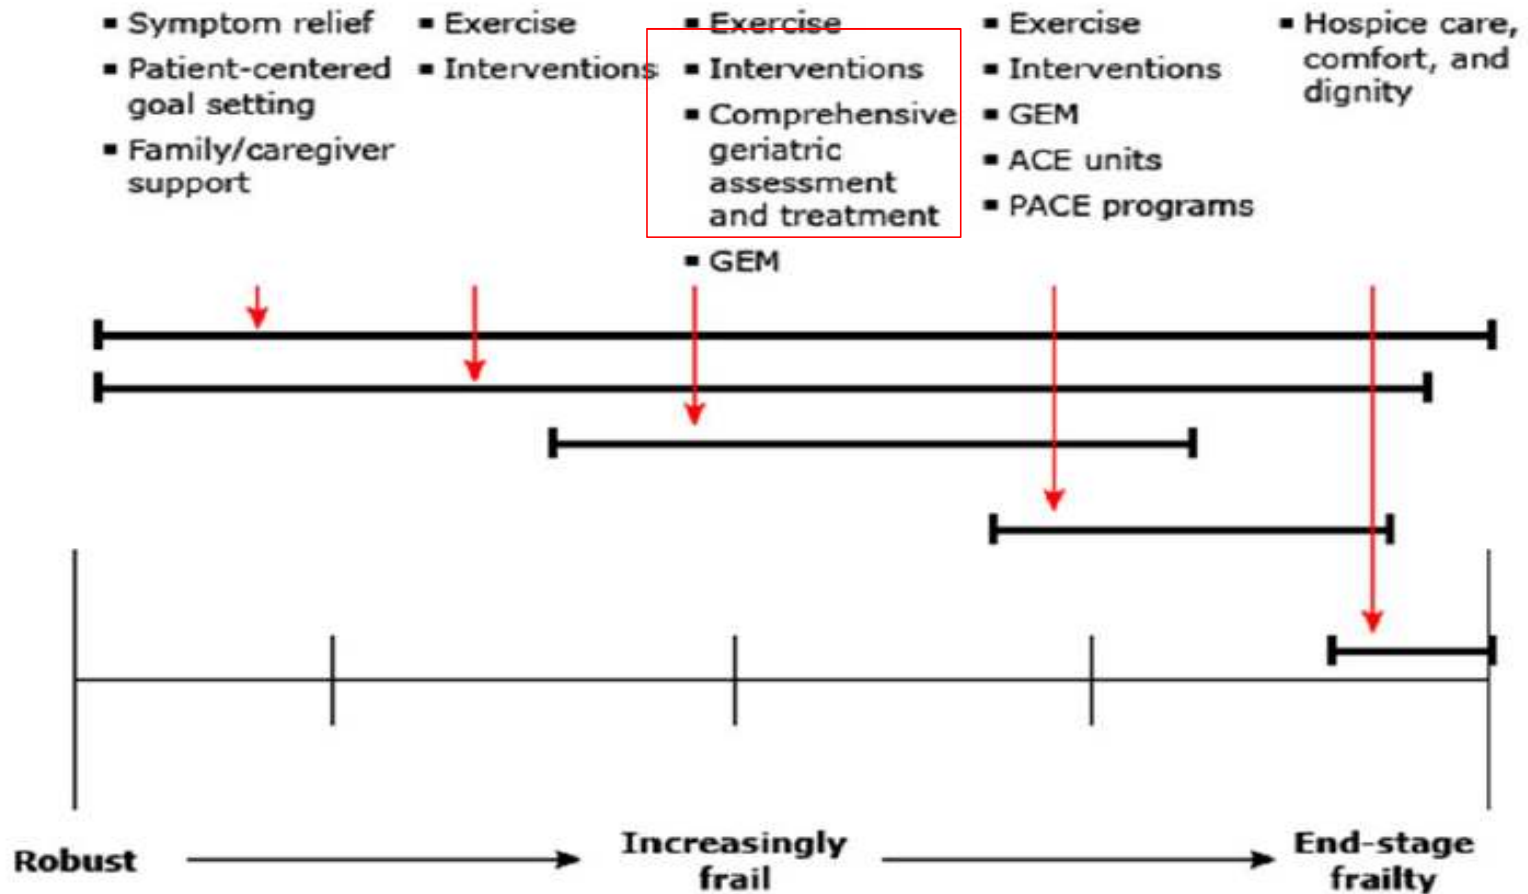 ▪ Symptom relief
▪ Patient-centered
goal setting
▪ Family/caregiver
support
▪ Exercise
▪ Interventions
▪ Exercise
▪ Interventions
▪ Comprehensive
geriatric
assessment
and treatment
▪ GEM
▪ Exercise
▪ Interventions
▪ GEM
▪ ACE units
▪ PACE programs
▪ Hospice care,
comfort, and
dignity
Robust
Increasingly
frail
End-stage
frailty